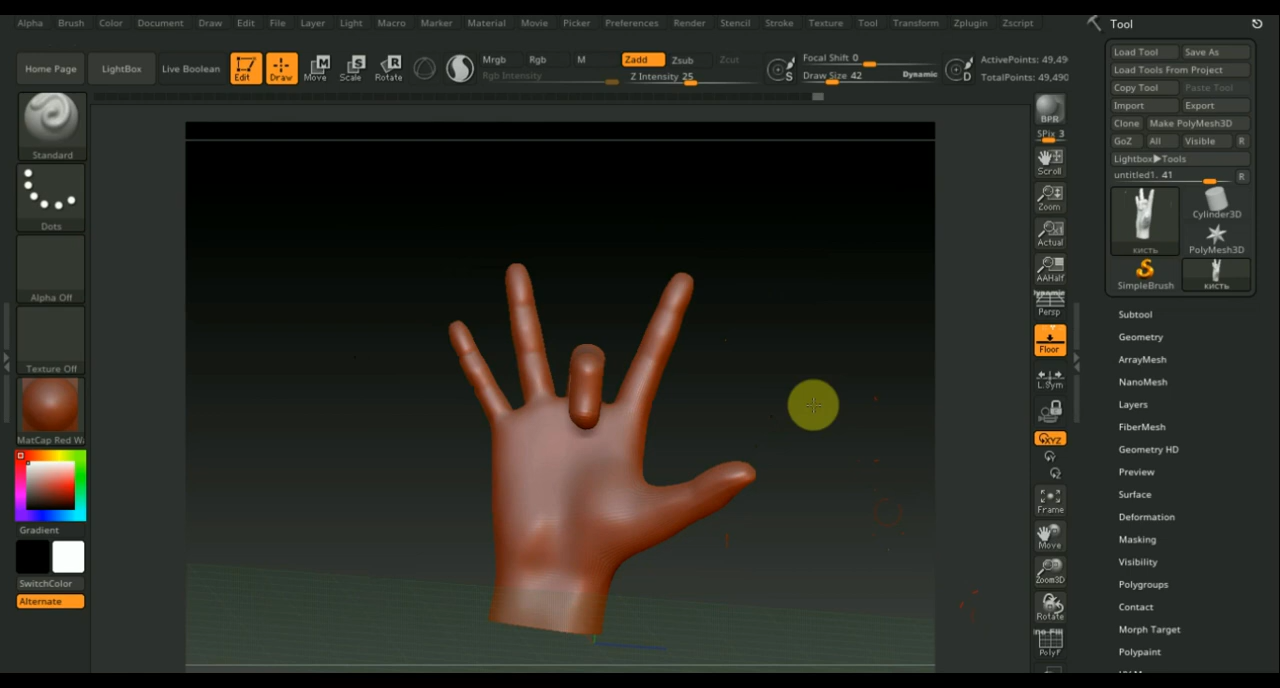 Alpha Brush Color Document Draw Edit File Layer Light Macro Marker Material Movie Picker Preferences Render Stencil Stroke Texture Tool Transform Zplugin Zscript
Tool
Home Page LightBox Live Boolean Edit Draw Move Scale Rotate
M S R
Mrgb Rgb M Zadd Zsub Zcut
Rgb Intensity Z Intensity 25
Focal Shift 0
Draw Size 42 Dynamic
S D
ActivePoints: 49,49
TotalPoints: 49,490
Load Tool Save As
Load Tools From Project
Copy Tool Paste Tool
Import Export
Clone Make PolyMesh3D
GoZ All Visible R
Lightbox▶Tools
untitled1. 41 R
кисть Cylinder3D
PolyMesh3D
SimpleBrush кисть
Subtool
Geometry
ArrayMesh
NanoMesh
Layers
FiberMesh
Geometry HD
Preview
Surface
Deformation
Masking
Visibility
Polygroups
Contact
Morph Target
Polypaint
Standard
Dots
Alpha Off
Texture Off
MatCap Red Wa
Gradient
SwitchColor
Alternate
BPR
SPix 3
Scroll
Zoom
Actual
AAHalf
Persp
Floor
L.Sym
XYZ
Y
Z
Frame
Move
Zoom3D
Rotate
PolyF